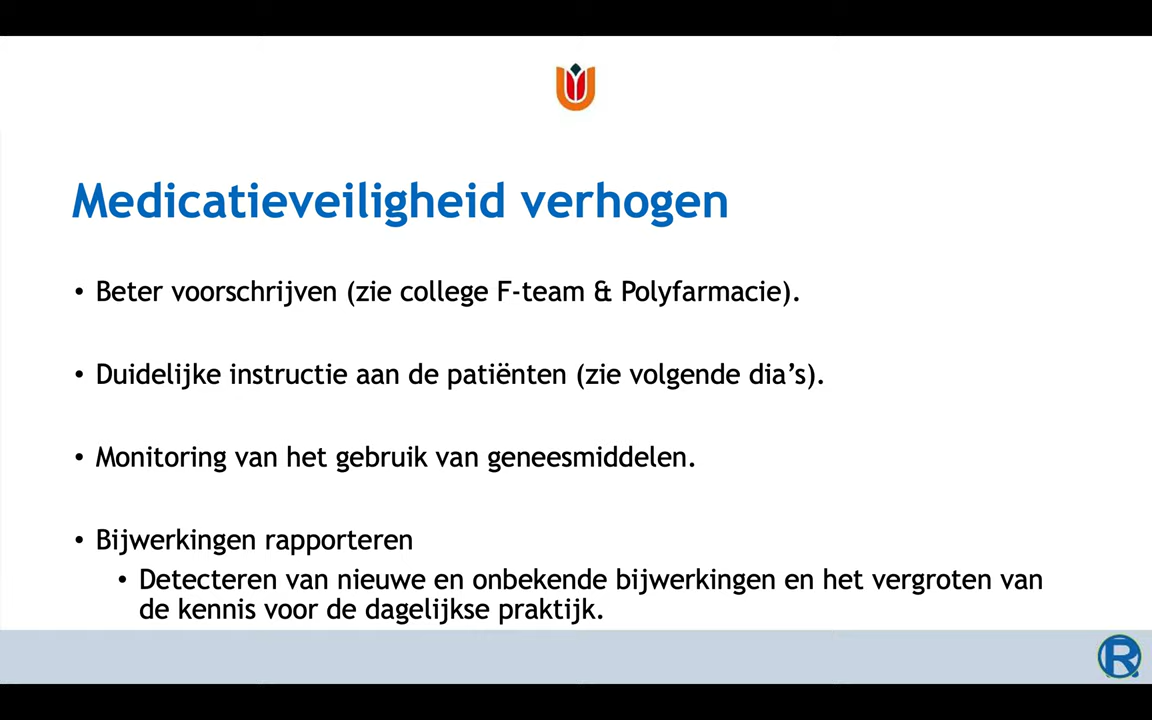 Medicatieveiligheid verhogen
• Beter voorschrijven (zie college F-team & Polyfarmacie).
• Duidelijke instructie aan de patiënten (zie volgende dia’s).
• Monitoring van het gebruik van geneesmiddelen.
• Bijwerkingen rapporteren
• Detecteren van nieuwe en onbekende bijwerkingen en het vergroten van
de kennis voor de dagelijkse praktijk.
R